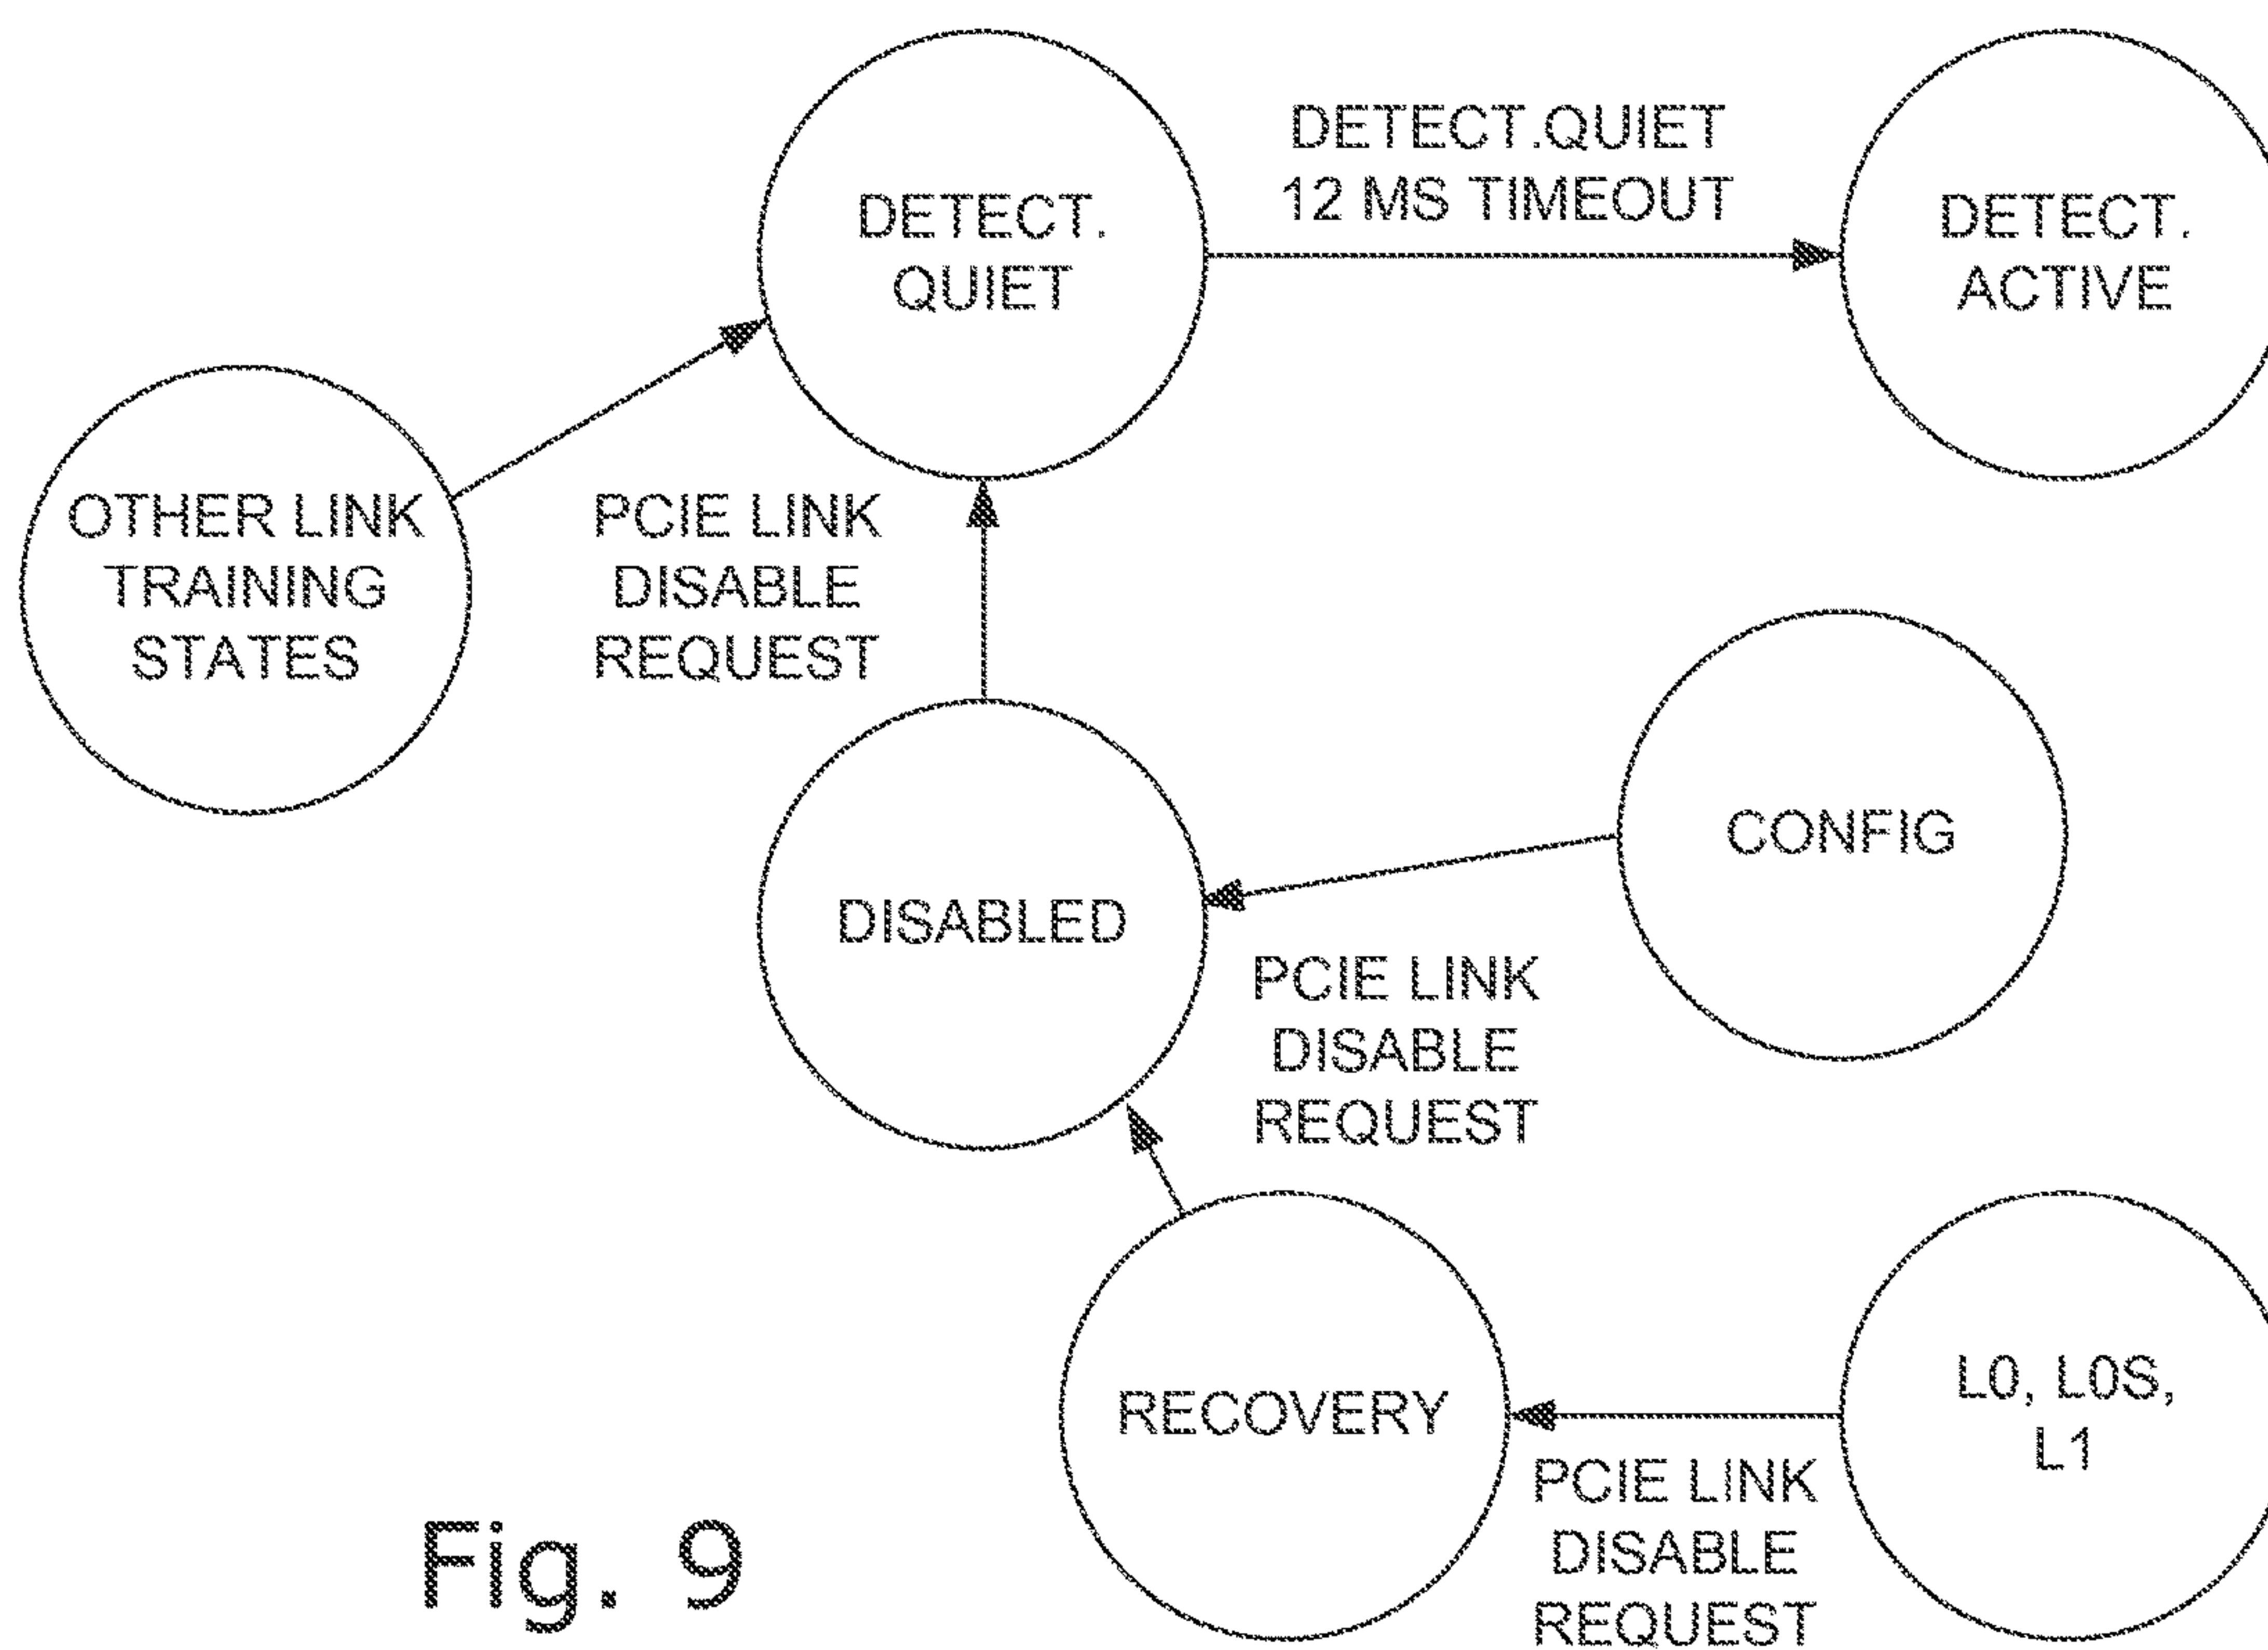 DETECT.
QUIET
DETECT.QUIET
12 MS TIMEOUT
DETECT.
ACTIVE
OTHER LINK
TRAINING
STATES
PCIE LINK
DISABLE
REQUEST
DISABLED
CONFIG
PCIE LINK
DISABLE
REQUEST
RECOVERY
L0, L0S,
L1
PCIE LINK
DISABLE
REQUEST
Fig. 9